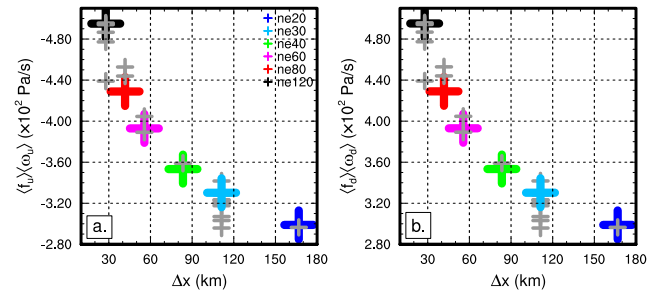 ⟨f_u⟩⟨ω_u⟩ (×10² Pa/s)
-4.80
-4.40
-4.00
-3.60
-3.20
-2.80
30 60 90 120 150 180
Δx (km)
a.
ne20
ne30
ne40
ne60
ne80
ne120
⟨f_d⟩⟨ω_d⟩ (×10² Pa/s)
4.80
4.40
4.00
3.60
3.20
2.80
30 60 90 120 150 180
Δx (km)
b.